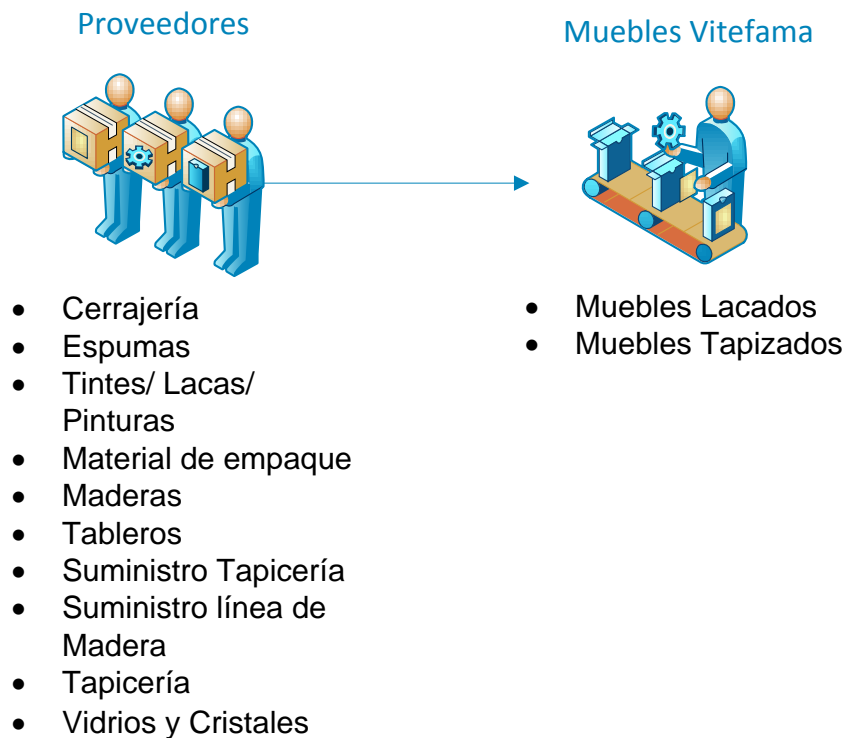 Proveedores
Muebles Vitefama
• Cerrajería
• Espumas
• Tintes/ Lacas/
Pinturas
• Material de empaque
• Maderas
• Tableros
• Suministro Tapicería
• Suministro línea de
Madera
• Tapicería
• Vidrios y Cristales
• Muebles Lacados
• Muebles Tapizados